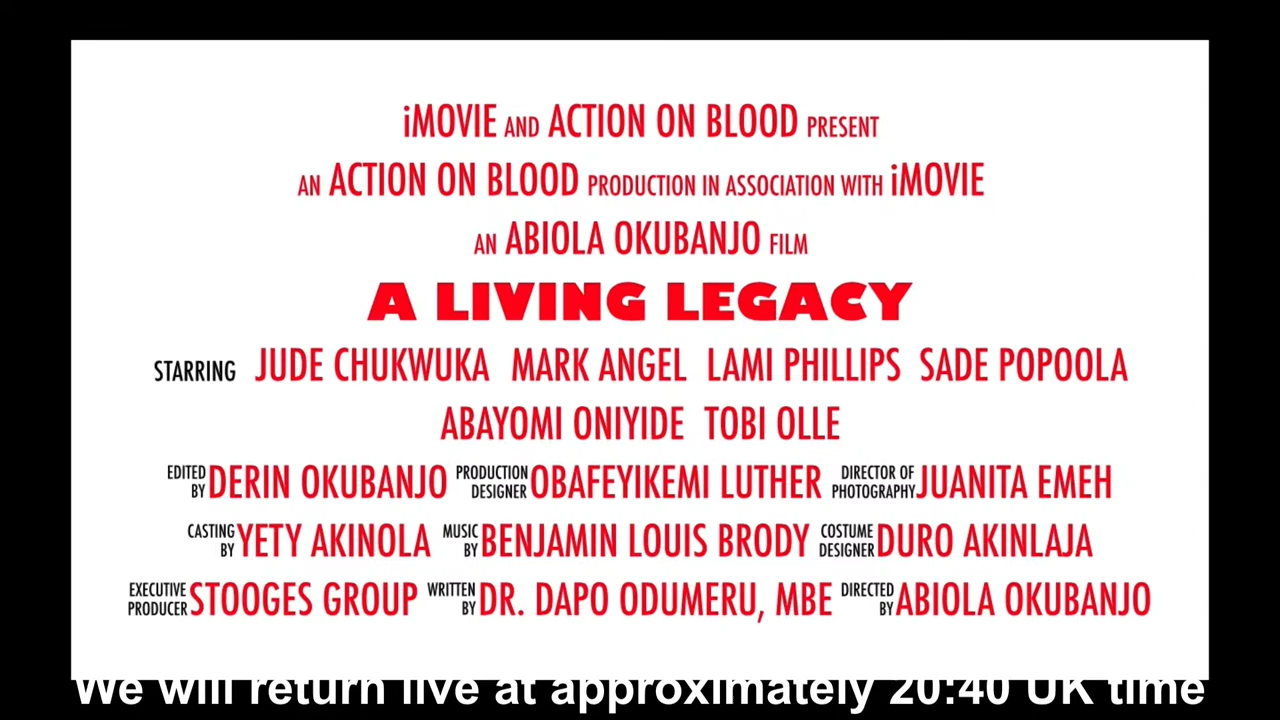 iMOVIE AND ACTION ON BLOOD PRESENT
AN ACTION ON BLOOD PRODUCTION IN ASSOCIATION WITH iMOVIE
AN ABIOLA OKUBANJO FILM
A LIVING LEGACY
STARRING JUDE CHUKWUKA MARK ANGEL LAMI PHILLIPS SADE POPOOLA
ABAYOMI ONIYIDE TOBI OLLE
EDITED BY DERIN OKUBANJO PRODUCTION DESIGNER OBAFEYIKEMI LUTHER DIRECTOR OF PHOTOGRAPHY JUANITA EMEH
CASTING BY YETY AKINOLA MUSIC BY BENJAMIN LOUIS BRODY COSTUME DESIGNER DURO AKINLAJA
EXECUTIVE PRODUCER STOOGES GROUP WRITTEN BY DR. DAPO ODUMERU, MBE DIRECTED BY ABIOLA OKUBANJO
We will return live at approximately 20:40 UK time